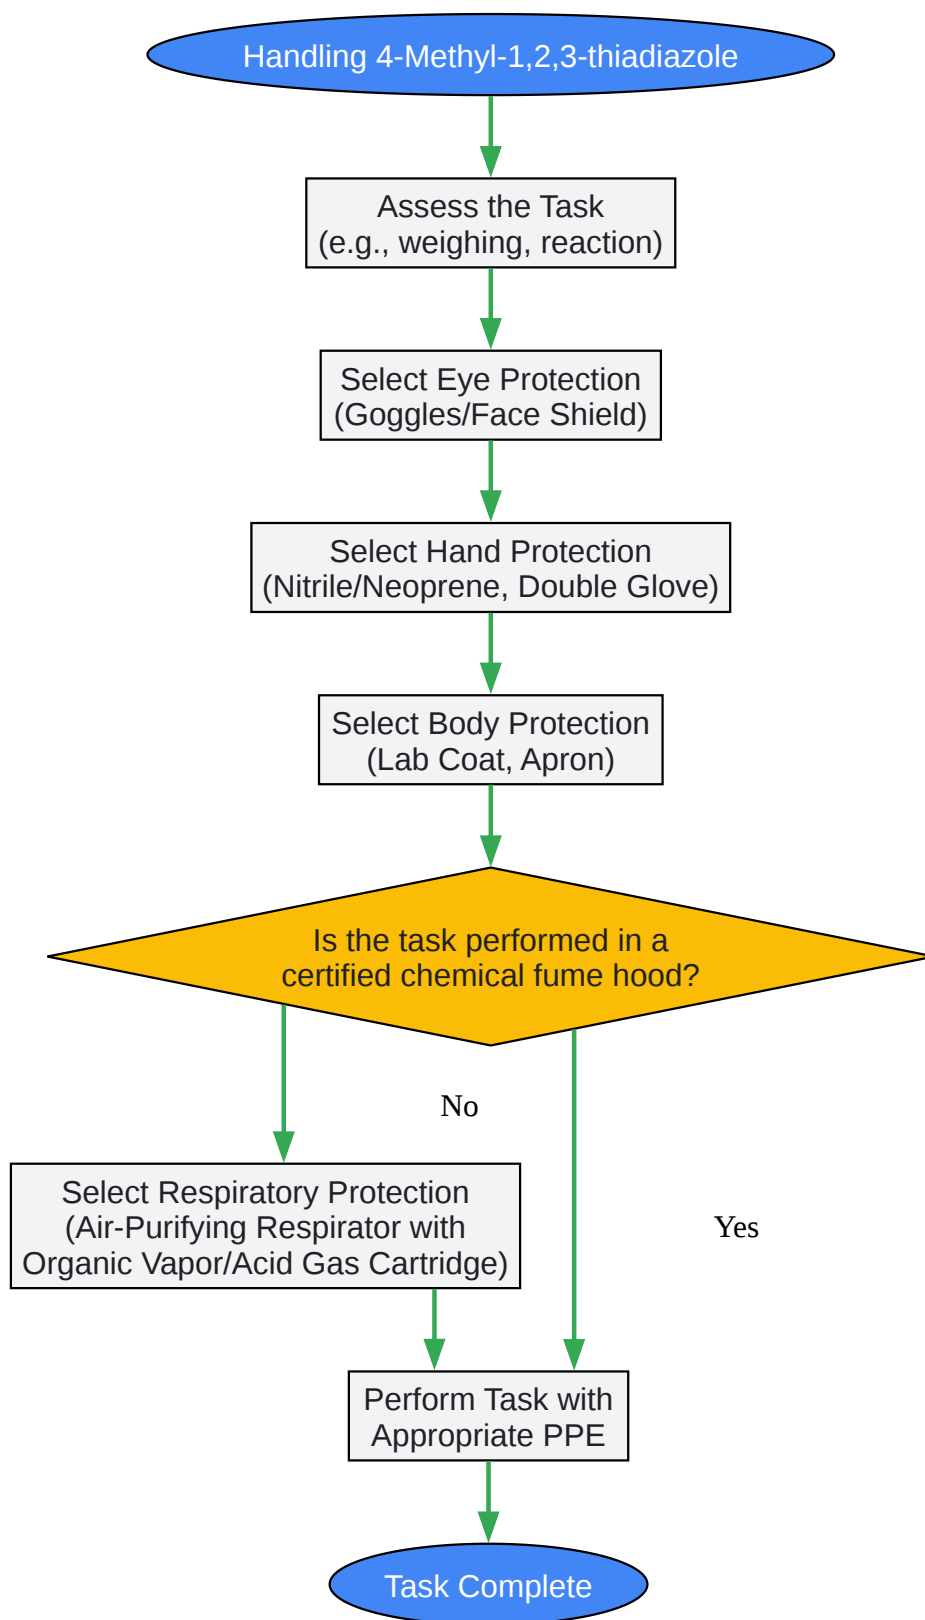 Handling 4-Methyl-1,2,3-thiadiazole
Assess the Task
(e.g., weighing, reaction)
Select Eye Protection
(Goggles/Face Shield)
Select Hand Protection
(Nitrile/Neoprene, Double Glove)
Select Body Protection
(Lab Coat, Apron)
Is the task performed in a
certified chemical fume hood?
No
Select Respiratory Protection
(Air-Purifying Respirator with
Organic Vapor/Acid Gas Cartridge)
Yes
Perform Task with
Appropriate PPE
Task Complete